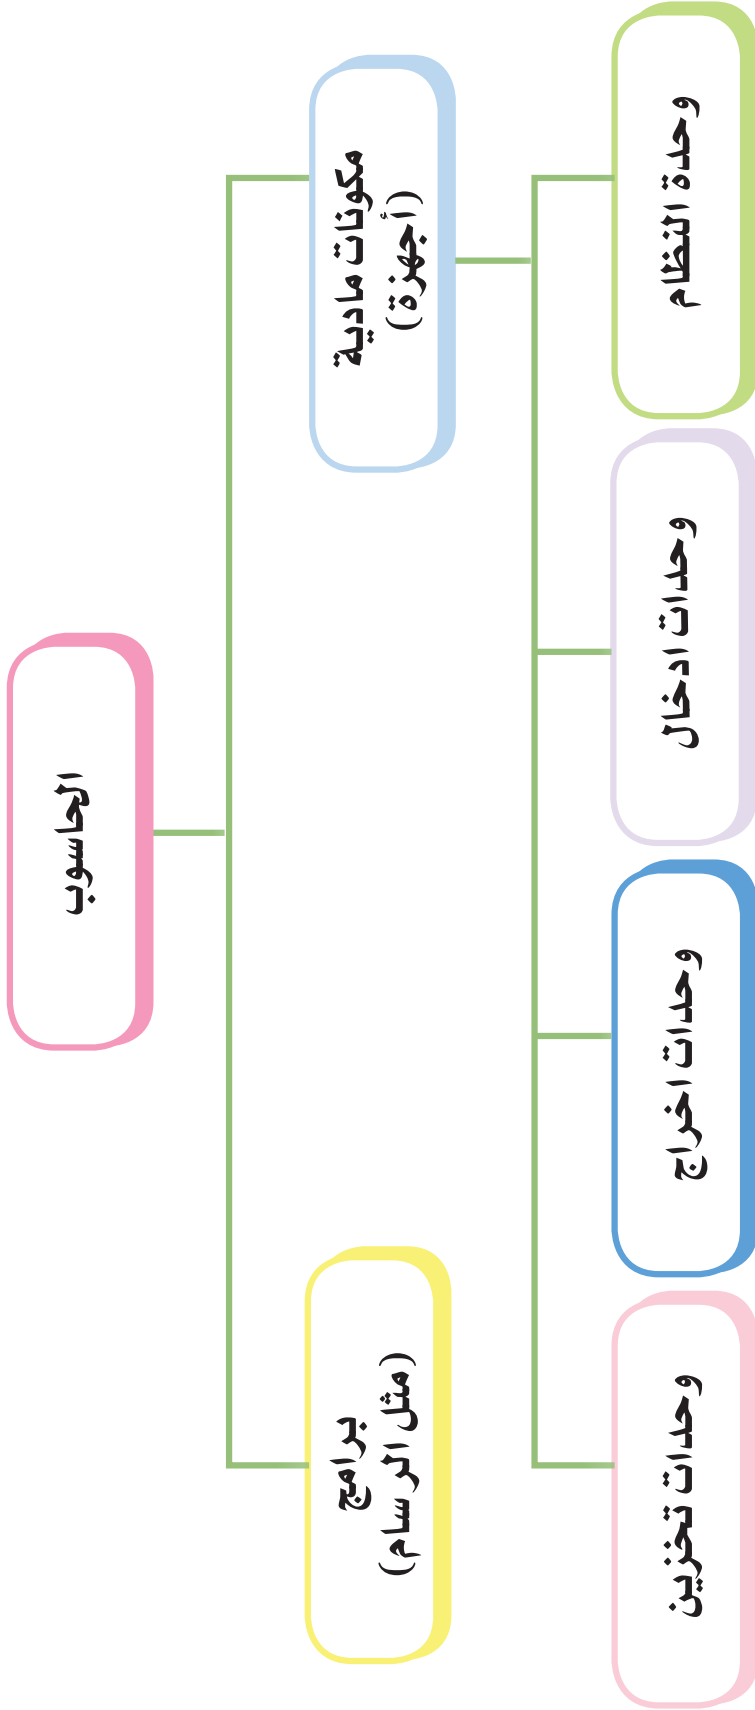 الحاسوب
مكونات مادية
(أجهزة)
برامج
(مثل الرسام)
وحدة النظام
وحدات ادخال
وحدات اخراج
وحدات تخزين